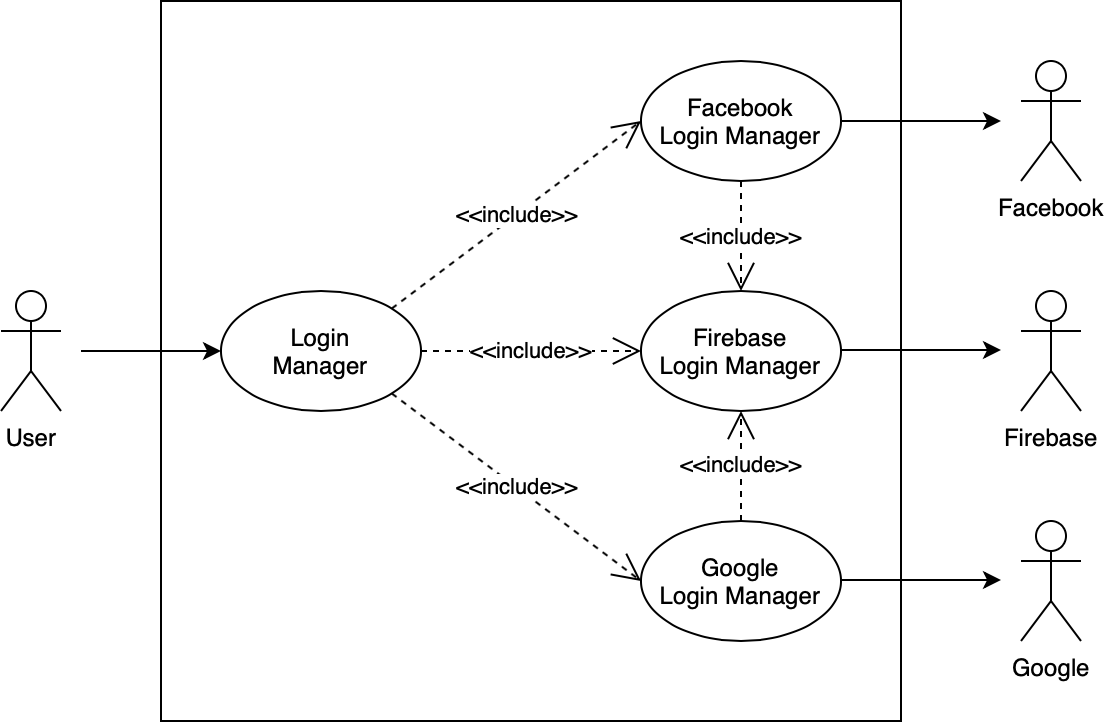 Facebook
Login Manager
Facebook
<<include>>
<<include>>
User
Login
Manager
<<include>>
Firebase
Login Manager
Firebase
<<include>>
<<include>>
Google
Login Manager
Google